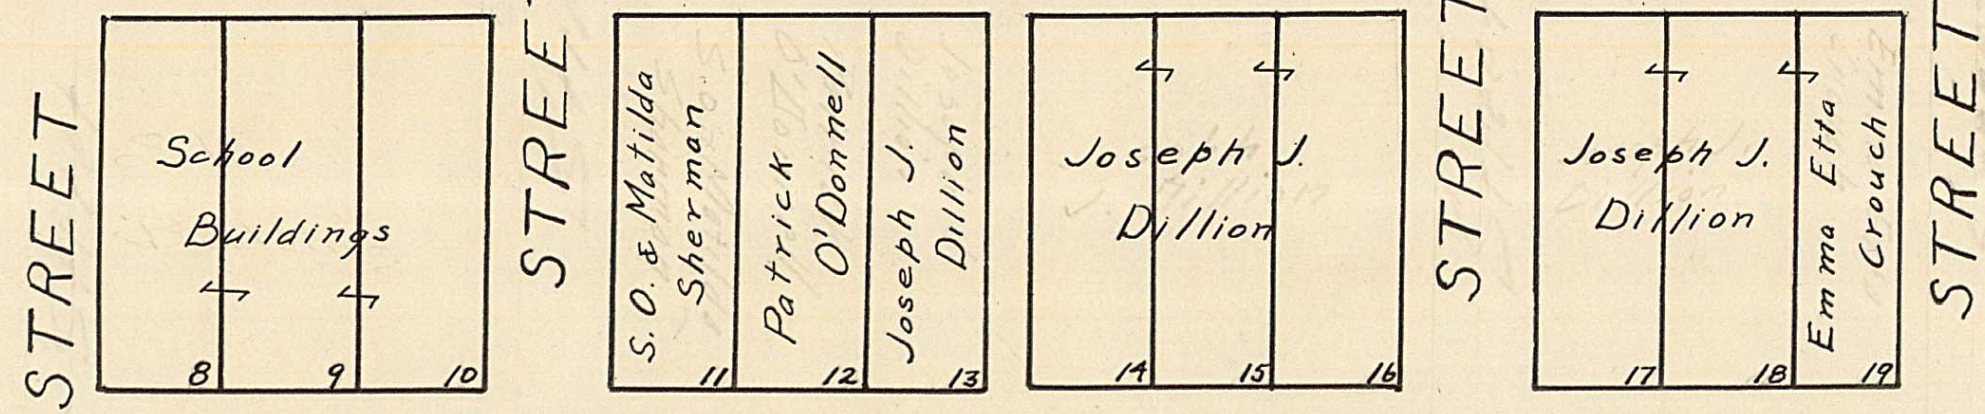 STREET
School
Buildings
8
9
10
STREET
S. O. & Matilda
Sherman
11
Patrick
O'Donnell
12
Joseph J.
Dillion
13
Joseph J.
Dillion
14
15
16
STREET
Joseph J.
Dillion
17
18
Emma Etta
Crouch
19
STREET